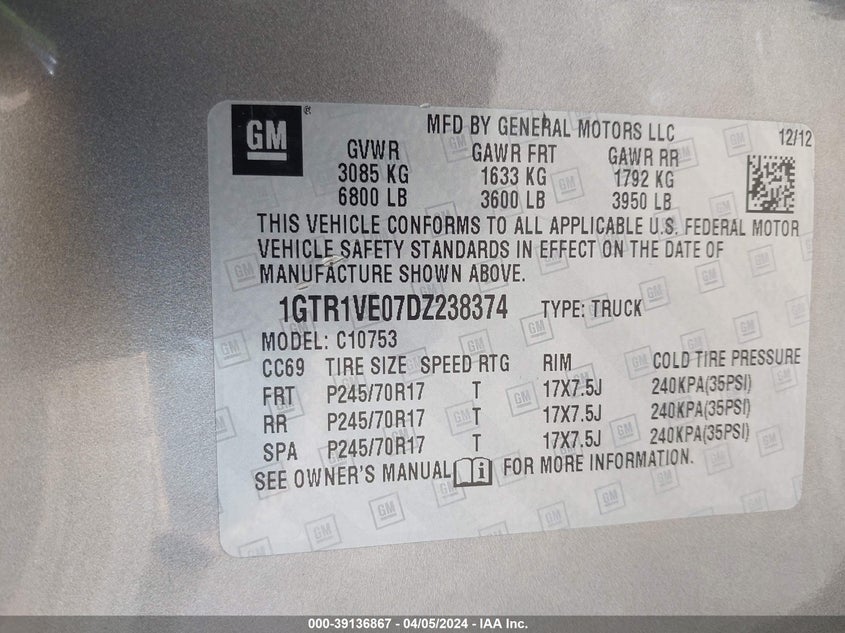 GM ®
MFD BY GENERAL MOTORS LLC 12/12
GVWR GAWR FRT GAWR RR
3085 KG 1633 KG 1792 KG
6800 LB 3600 LB 3950 LB
THIS VEHICLE CONFORMS TO ALL APPLICABLE U.S. FEDERAL MOTOR
VEHICLE SAFETY STANDARDS IN EFFECT ON THE DATE OF
MANUFACTURE SHOWN ABOVE.
1GTR1VE07DZ238374 TYPE: TRUCK
MODEL: C10753
CC69 TIRE SIZE SPEED RTG RIM COLD TIRE PRESSURE
FRT P245/70R17 T 17X7.5J 240KPA(35PSI)
RR P245/70R17 T 17X7.5J 240KPA(35PSI)
SPA P245/70R17 T 17X7.5J 240KPA(35PSI)
SEE OWNER'S MANUAL i FOR MORE INFORMATION.
000-39136867 - 04/05/2024 - IAA Inc.